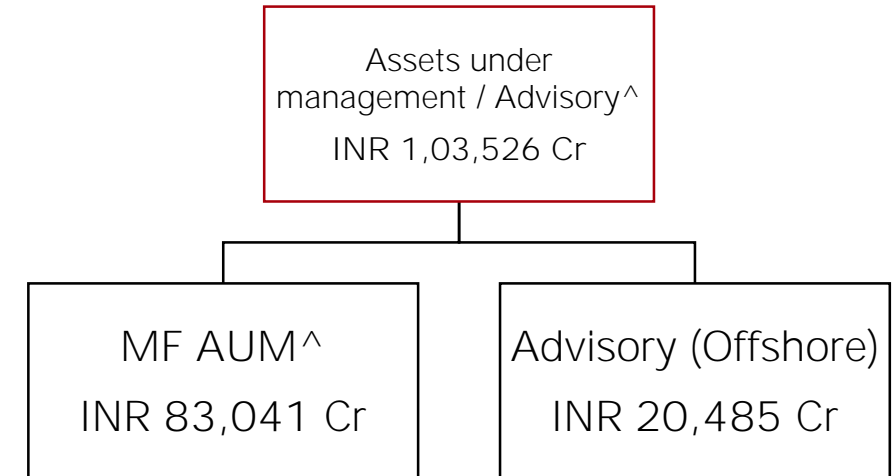 Assets under
management / Advisory^
INR 1,03,526 Cr
MF AUM^
INR 83,041 Cr
Advisory (Offshore)
INR 20,485 Cr